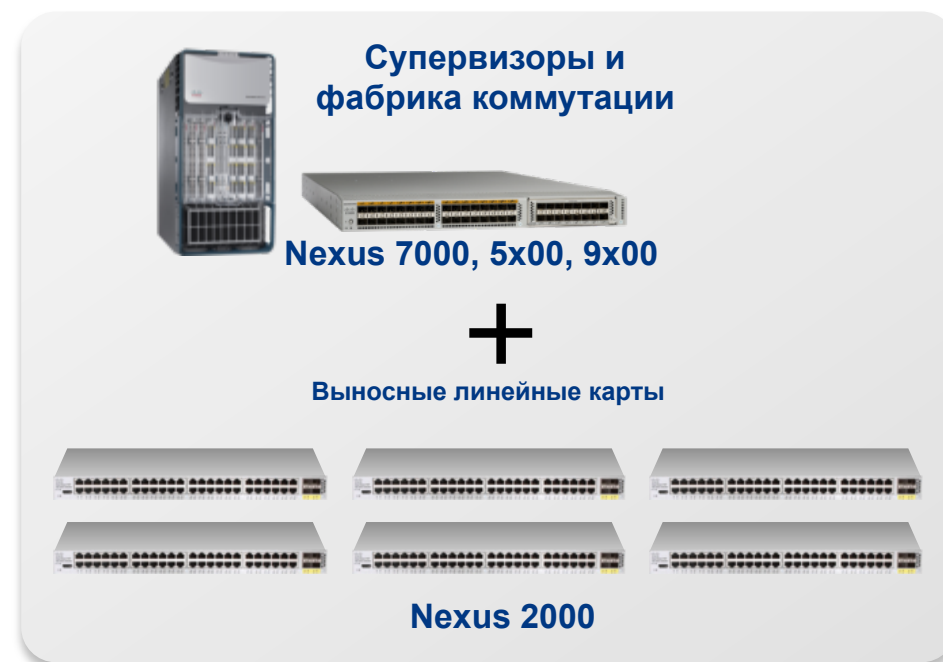 Супервизоры и
фабрика коммутации
Nexus 7000, 5x00, 9x00
+
Выносные линейные карты
Nexus 2000